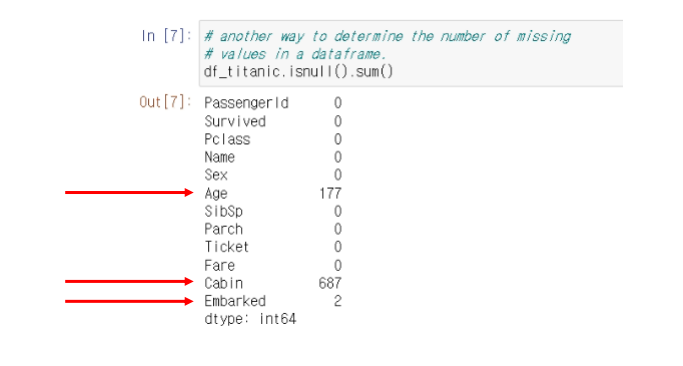 In [7]: # another way to determine the number of missing
# values in a dataframe.
df_titanic.isnull().sum()
Out[7]: PassengerId 0
Survived 0
Pclass 0
Name 0
Sex 0
Age 177
SibSp 0
Parch 0
Ticket 0
Fare 0
Cabin 687
Embarked 2
dtype: int64